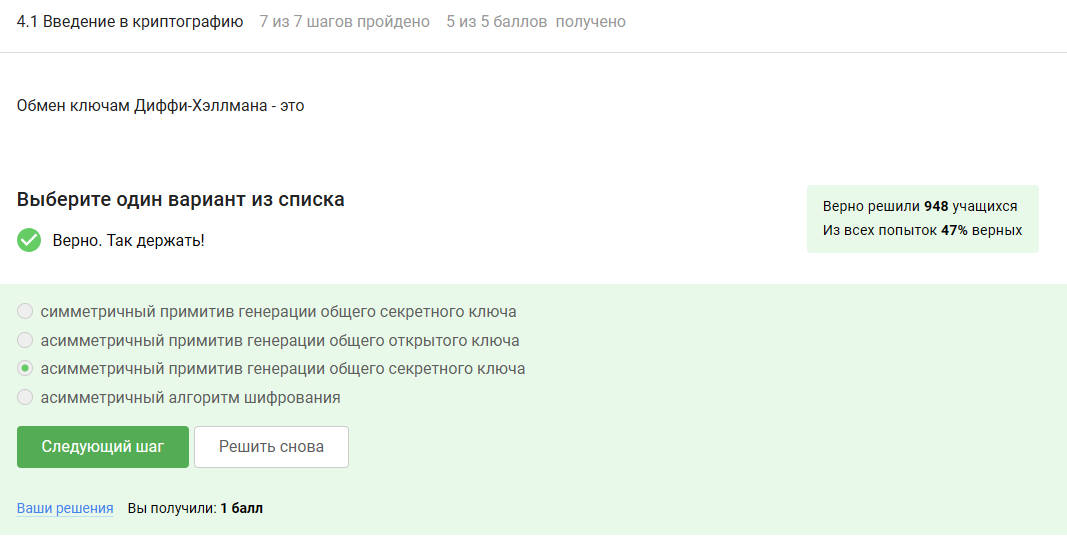 4.1 Введение в криптографию 7 из 7 шагов пройдено 5 из 5 баллов получено
Обмен ключам Диффи-Хэллмана - это
Выберите один вариант из списка
Верно. Так держать!
Верно решили 948 учащихся
Из всех попыток 47% верных
симметричный примитив генерации общего секретного ключа
асимметричный примитив генерации общего открытого ключа
асимметричный примитив генерации общего секретного ключа
асимметричный алгоритм шифрования
Следующий шаг Решить снова
Ваши решения Вы получили: 1 балл